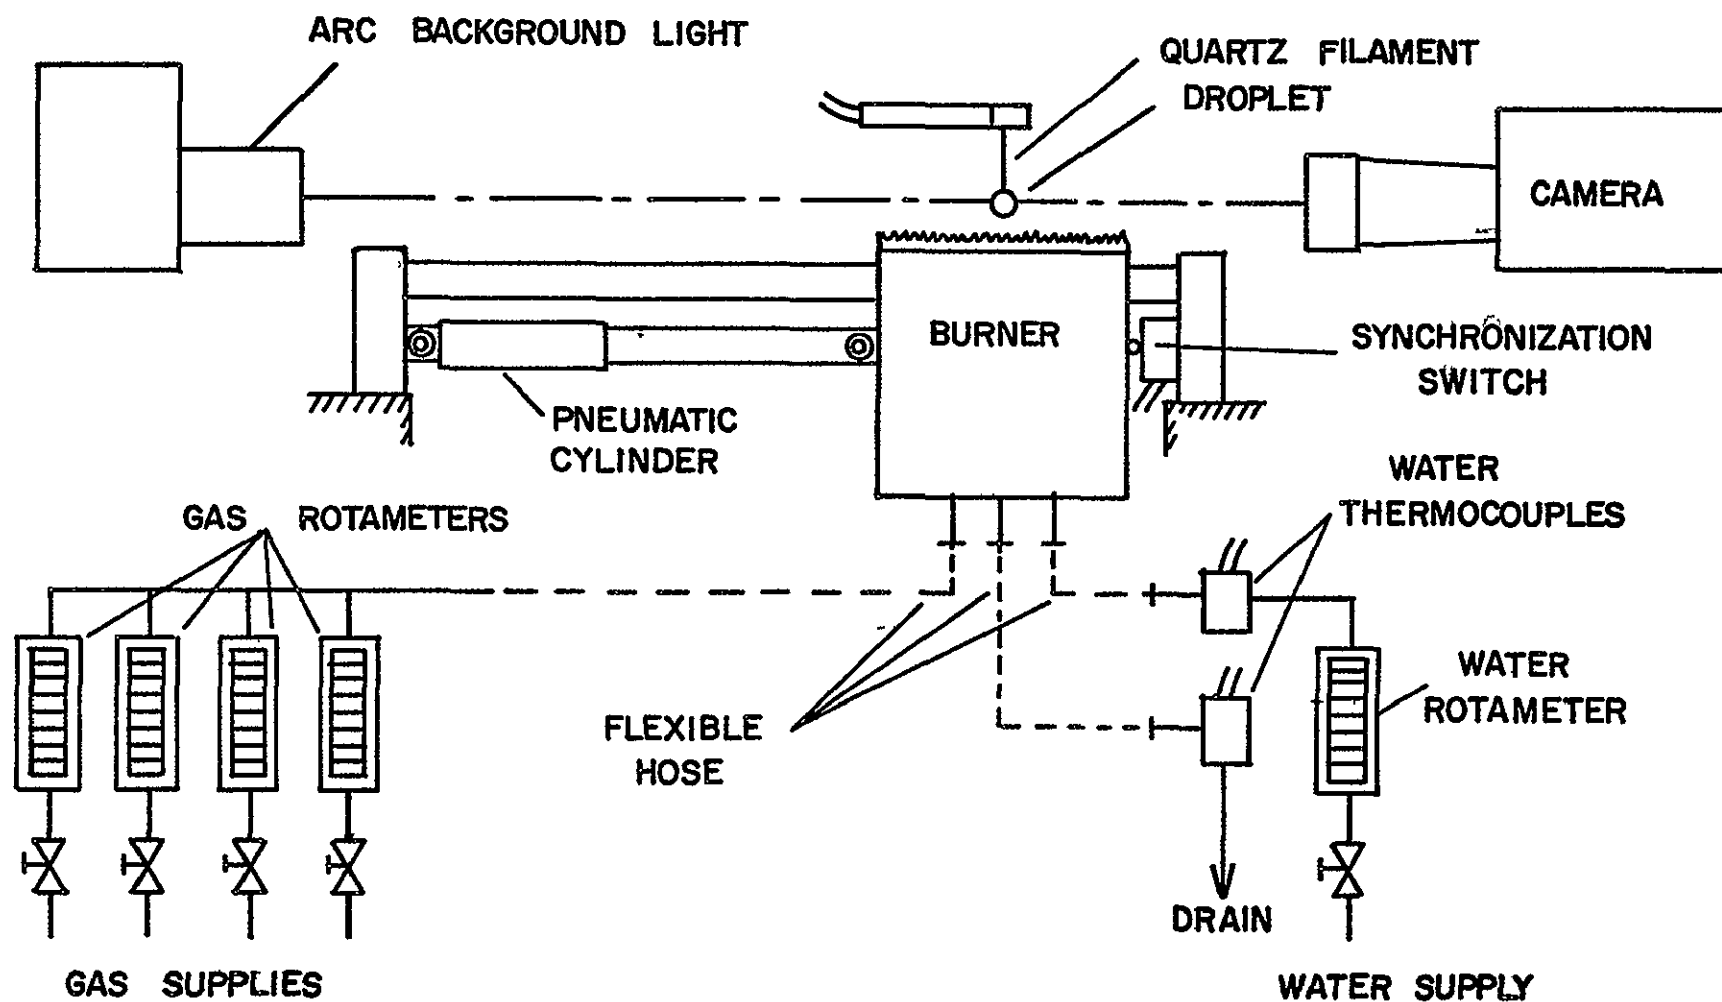 ARC BACKGROUND LIGHT
QUARTZ FILAMENT
DROPLET
CAMERA
BURNER
SYNCHRONIZATION
SWITCH
PNEUMATIC
CYLINDER
WATER
THERMOCOUPLES
GAS ROTAMETERS
WATER
ROTAMETER
FLEXIBLE
HOSE
DRAIN
GAS SUPPLIES
WATER SUPPLY